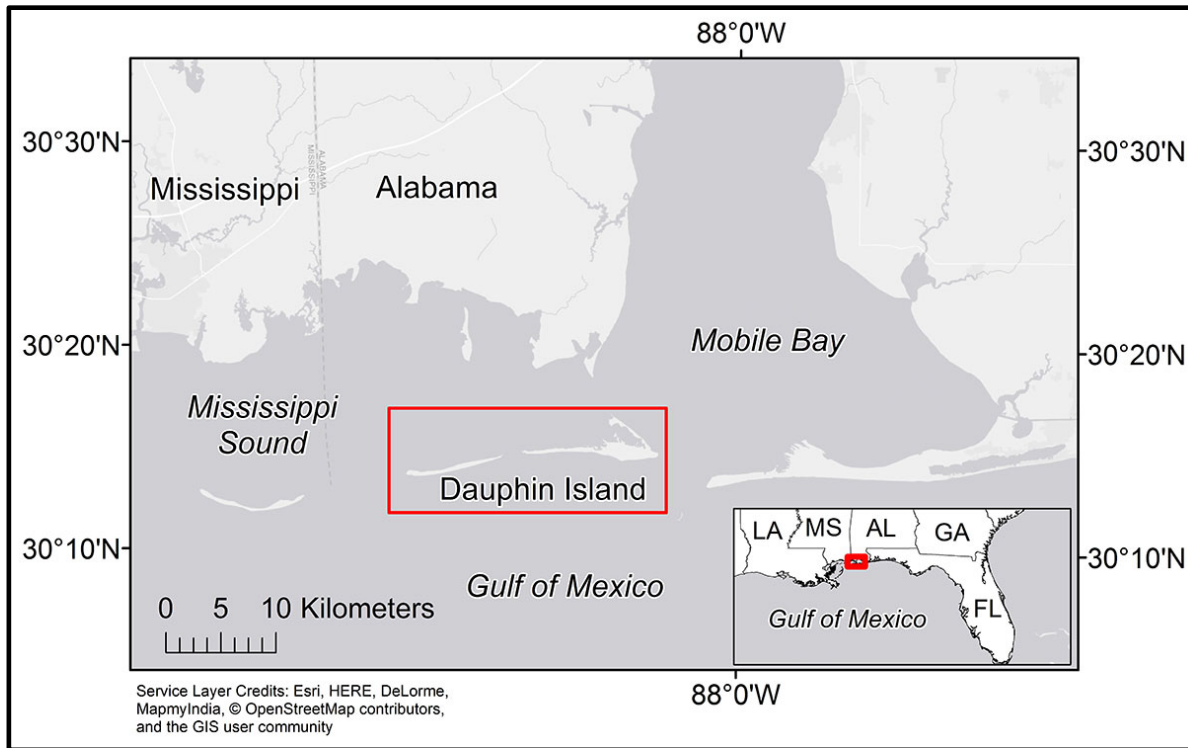 88°0'W
30°30'N
30°30'N
ALABAMA
MISSISSIPPI
Mississippi
Alabama
30°20'N
Mobile Bay
30°20'N
Mississippi
Sound
Dauphin Island
LA
MS
AL
GA
30°10'N
30°10'N
Gulf of Mexico
FL
Gulf of Mexico
0 5 10 Kilometers
88°0'W
Service Layer Credits: Esri, HERE, DeLorme,
MapmyIndia, © OpenStreetMap contributors,
and the GIS user community